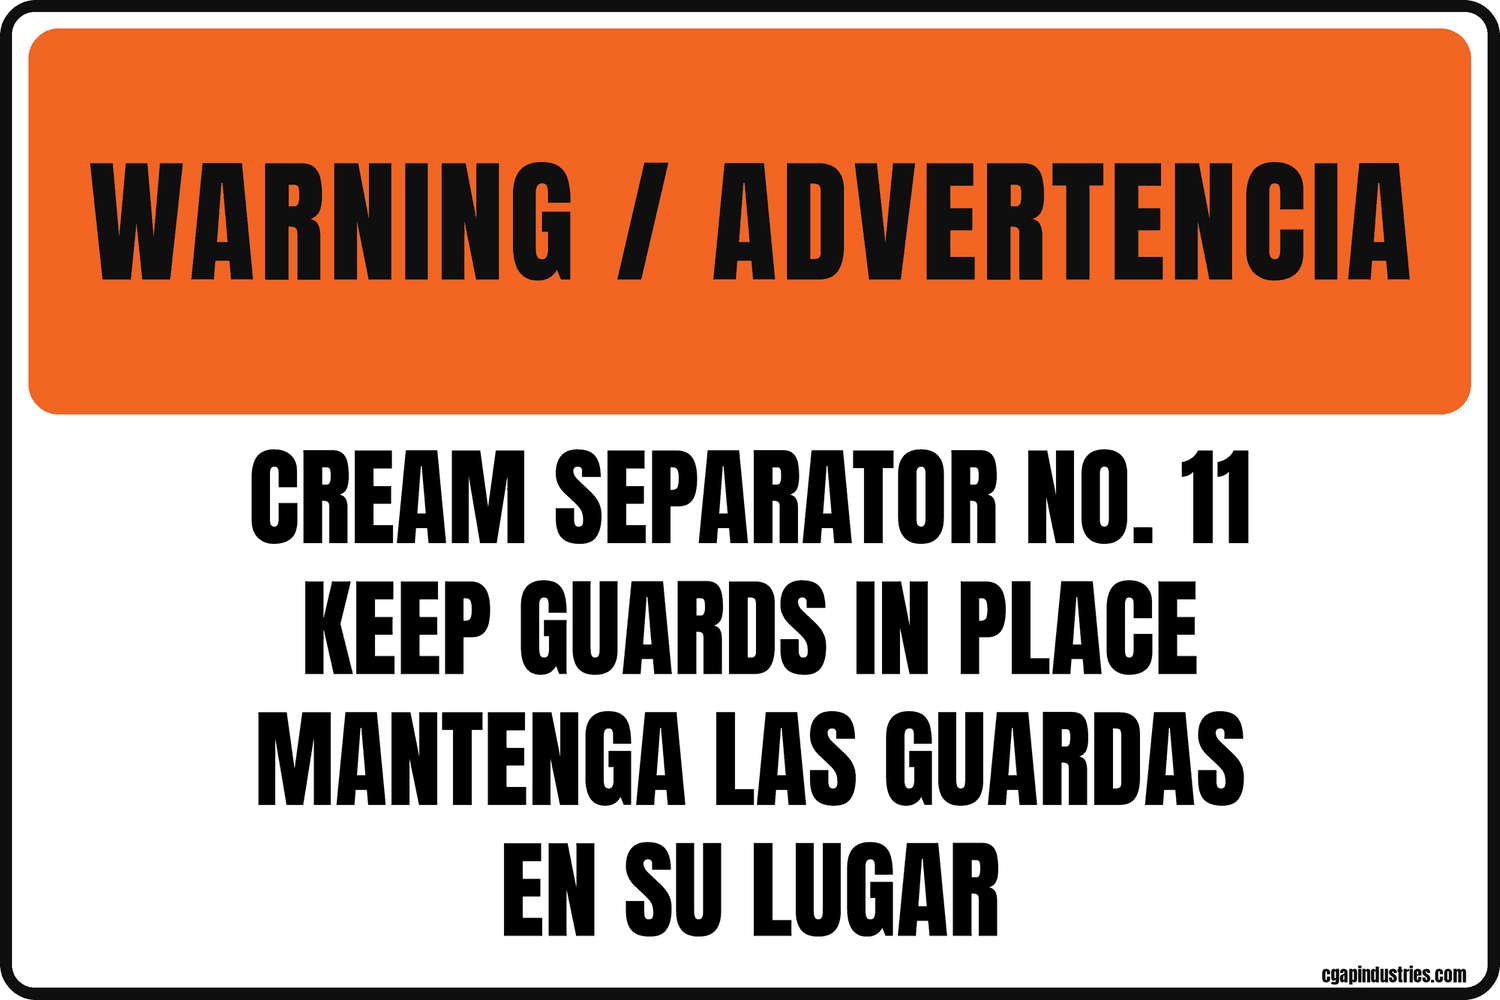 WARNING / ADVERTENCIA
CREAM SEPARATOR NO. 11
KEEP GUARDS IN PLACE
MANTENGA LAS GUARDAS
EN SU LUGAR
cgapindustries.com